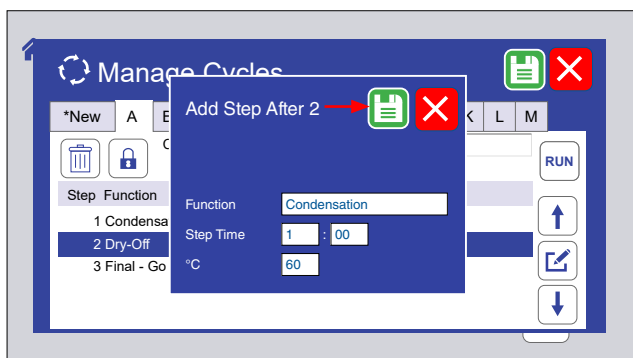 Manage Cycles
Add Step After 2
*New A K L M
RUN
Step Function
Function Condensation
1 Condensa
Step Time 1 : 00
2 Dry-Off
°C 60
3 Final - Go